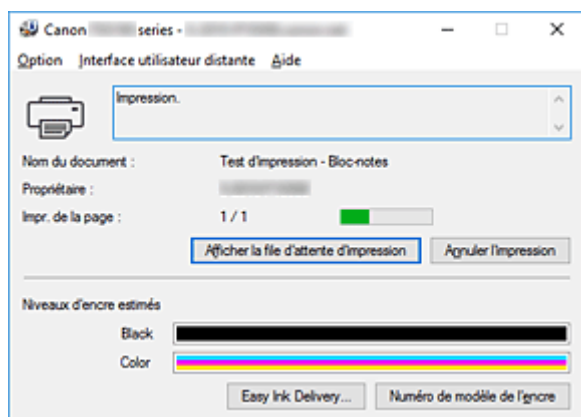 Canon series -
Option Interface utilisateur distante Aide
Impression.
Nom du document : Test d'impression - Bloc-notes
Propriétaire :
Impr. de la page : 1 / 1
Afficher la file d'attente d'impression Annuler l'impression
Niveaux d'encre estimés
Black
Color
Easy Ink Delivery... Numéro de modèle de l'encre